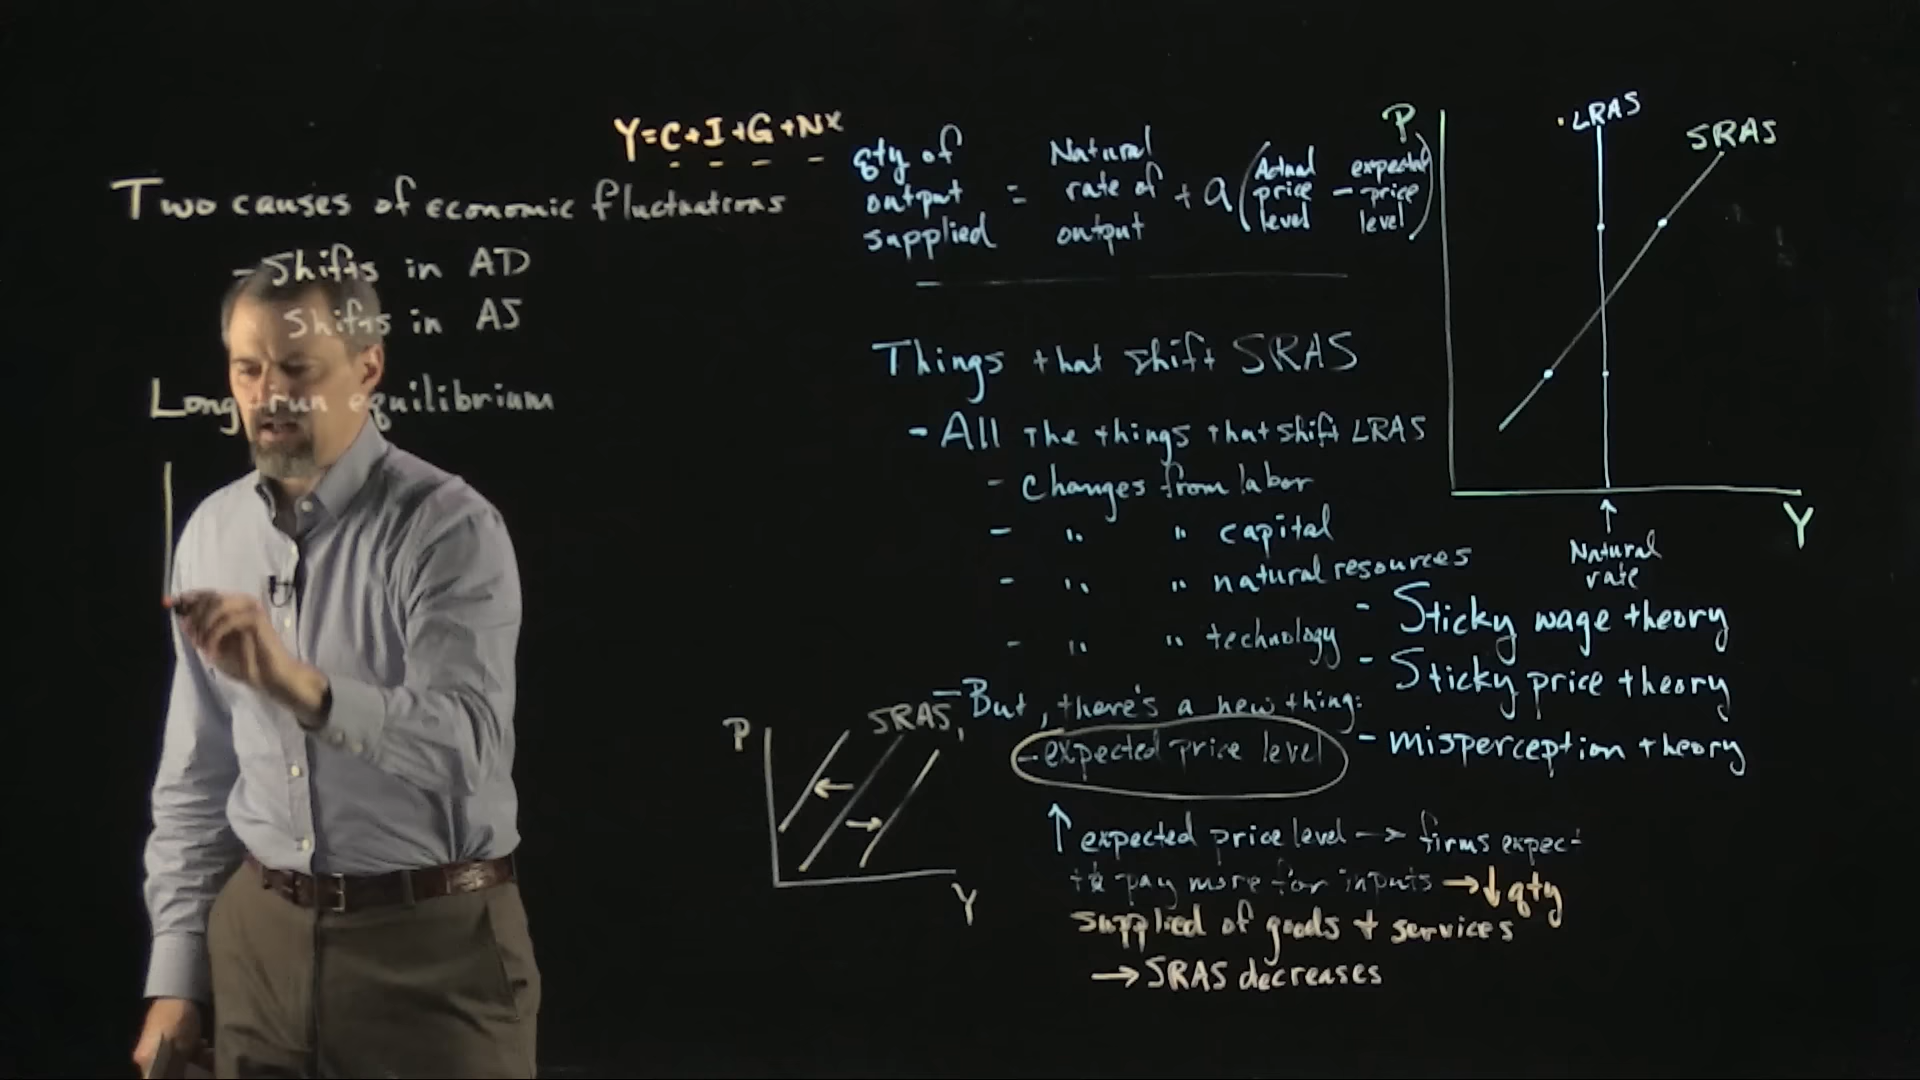 Y=C+I+G+NX
Two causes of economic fluctuations
- Shifts in AD
Shifts in AS
Long-run equilibrium
qty of output supplied = Natural rate of output + a (Actual price level - expected price level)
Things that shift SRAS
- All the things that shift LRAS
- Changes from labor
- " " capital
- " " natural resources
- " " technology
- But, there's a new thing:
- expected price level
↑ expected price level → firms expect
to pay more for inputs → ↓ qty
supplied of goods + services
→ SRAS decreases
P
SRAS₁
Y
P
LRAS
SRAS
Y
↑
Natural
rate
- Sticky wage theory
- Sticky price theory
- misperception theory